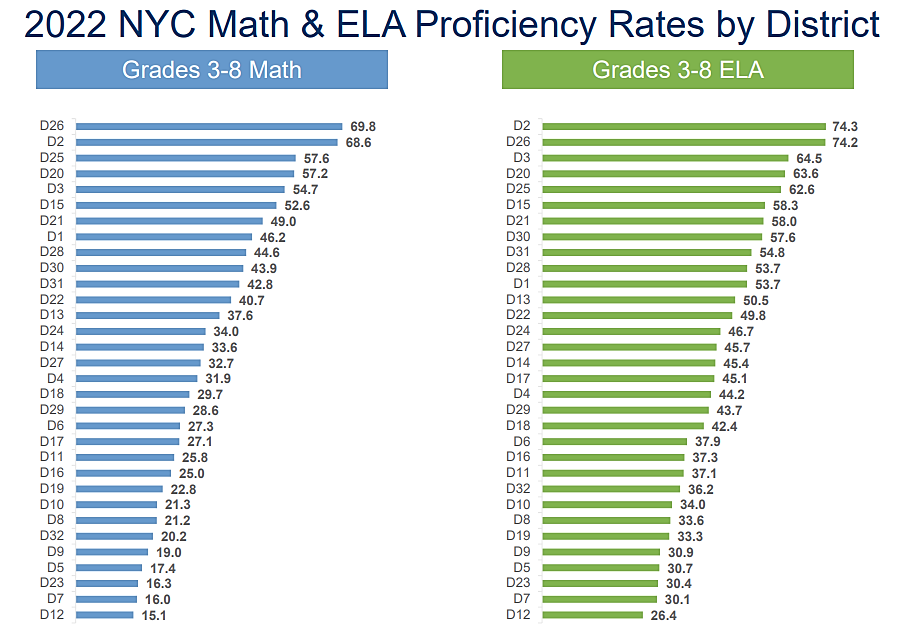 2022 NYC Math & ELA Proficiency Rates by District
Grades 3-8 Math
D26 69.8
D2 68.6
D25 57.6
D20 57.2
D3 54.7
D15 52.6
D21 49.0
D1 46.2
D28 44.6
D30 43.9
D31 42.8
D22 40.7
D13 37.6
D24 34.0
D14 33.6
D27 32.7
D4 31.9
D18 29.7
D29 28.6
D6 27.3
D17 27.1
D11 25.8
D16 25.0
D19 22.8
D10 21.3
D8 21.2
D32 20.2
D9 19.0
D5 17.4
D23 16.3
D7 16.0
D12 15.1
Grades 3-8 ELA
D2 74.3
D26 74.2
D3 64.5
D20 63.6
D25 62.6
D15 58.3
D21 58.0
D30 57.6
D31 54.8
D28 53.7
D1 53.7
D13 50.5
D22 49.8
D24 46.7
D27 45.7
D14 45.4
D17 45.1
D4 44.2
D29 43.7
D18 42.4
D6 37.9
D16 37.3
D11 37.1
D32 36.2
D10 34.0
D8 33.6
D19 33.3
D9 30.9
D5 30.7
D23 30.4
D7 30.1
D12 26.4